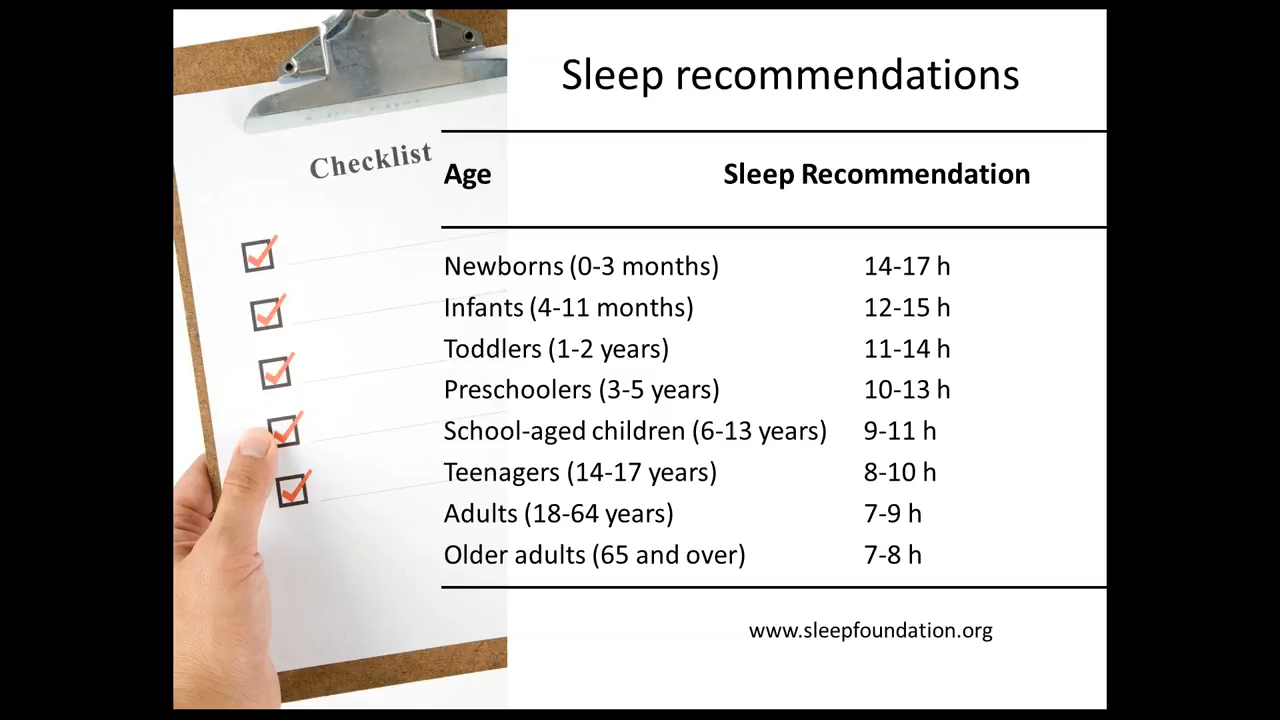 Sleep recommendations
Checklist
Age Sleep Recommendation
Newborns (0-3 months) 14-17 h
Infants (4-11 months) 12-15 h
Toddlers (1-2 years) 11-14 h
Preschoolers (3-5 years) 10-13 h
School-aged children (6-13 years) 9-11 h
Teenagers (14-17 years) 8-10 h
Adults (18-64 years) 7-9 h
Older adults (65 and over) 7-8 h
www.sleepfoundation.org